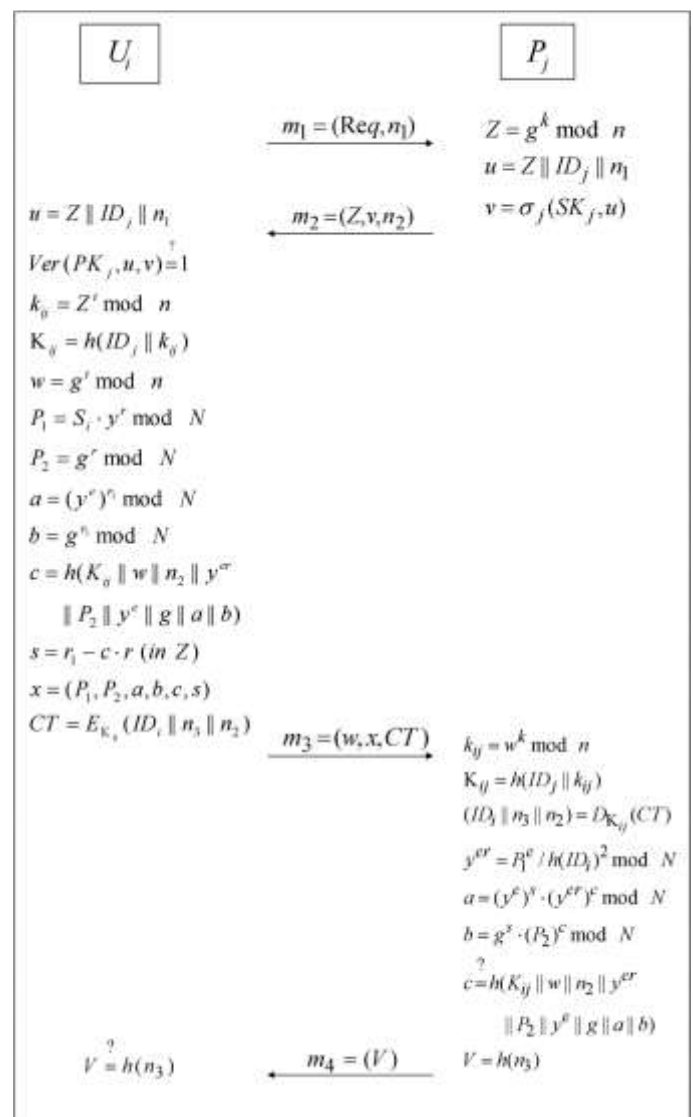 U_i P_j
m_1 = (Req, n_1)
Z = g^k mod n
u = Z || ID_j || n_1
v = σ_j(SK_j, u)
m_2 = (Z, v, n_2)
u = Z || ID_j || n_1
Ver(PK_j, u, v) ?= 1
k_ij = Z^t mod n
K_ij = h(ID_j || k_ij)
w = g^t mod n
P_1 = S_i · y^r mod N
P_2 = g^r mod N
a = (y^e)^{r_1} mod N
b = g^{r_1} mod N
c = h(K_ij || w || n_2 || y^{er}
|| P_2 || y^e || g || a || b)
s = r_1 − c · r (in Z)
x = (P_1, P_2, a, b, c, s)
CT = E_{K_ij}(ID_i || n_3 || n_2)
m_3 = (w, x, CT)
k_ij = w^k mod n
K_ij = h(ID_j || k_ij)
(ID_i || n_3 || n_2) = D_{K_ij}(CT)
y^{er} = P_1^e / h(ID_i)^2 mod N
a = (y^e)^s · (y^{er})^c mod N
b = g^s · (P_2)^c mod N
c ?= h(K_ij || w || n_2 || y^{er}
|| P_2 || y^e || g || a || b)
V = h(n_3)
m_4 = (V)
V ?= h(n_3)